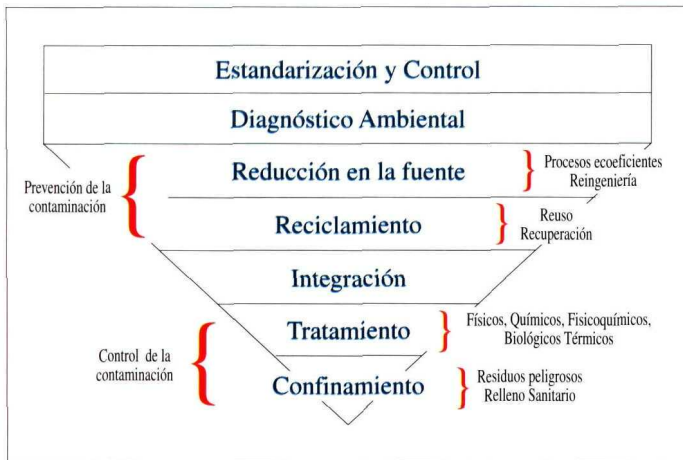 Estandarización y Control
Diagnóstico Ambiental
Prevención de la
contaminación
Reducción en la fuente
Procesos ecoeficientes
Reingeniería
Reciclamiento
Reuso
Recuperación
Integración
Control de la
contaminación
Tratamiento
Físicos, Químicos, Fisicoquímicos,
Biológicos Térmicos
Confinamiento
Residuos peligrosos
Relleno Sanitario